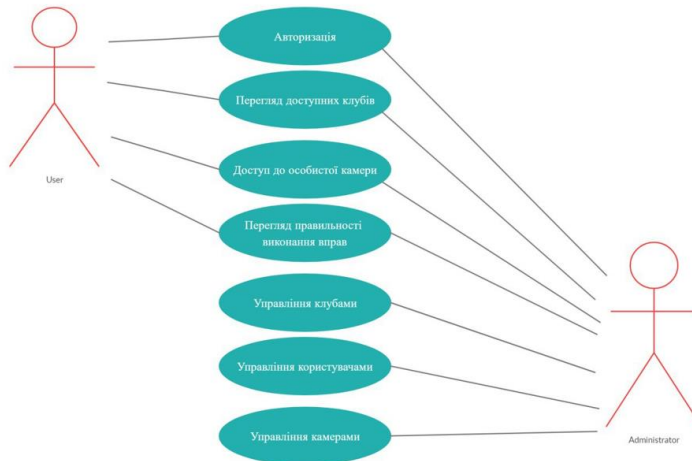 Авторизація
Перегляд доступних клубів
Доступ до особистої камери
User
Перегляд правильності
виконання вправ
Управління клубами
Управління користувачами
Управління камерами
Administrator